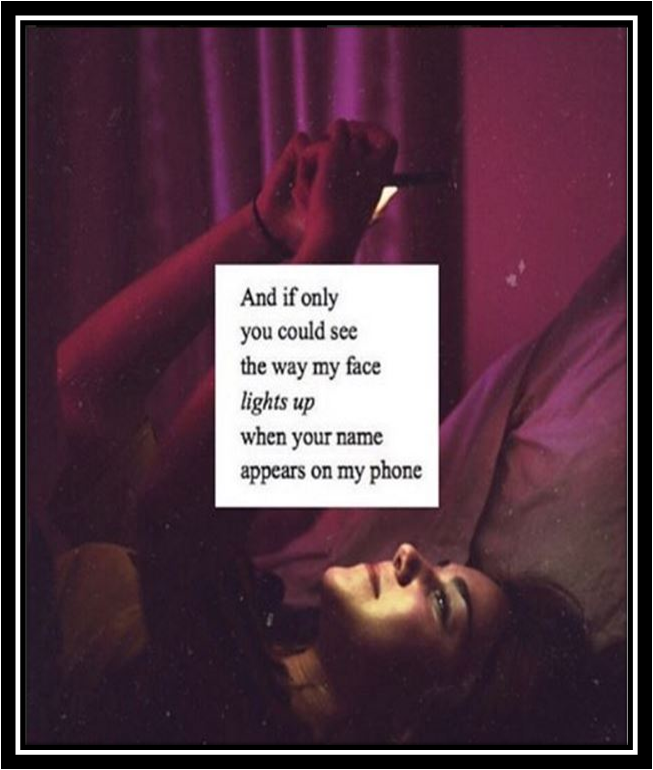 And if only
you could see
the way my face
lights up
when your name
appears on my phone